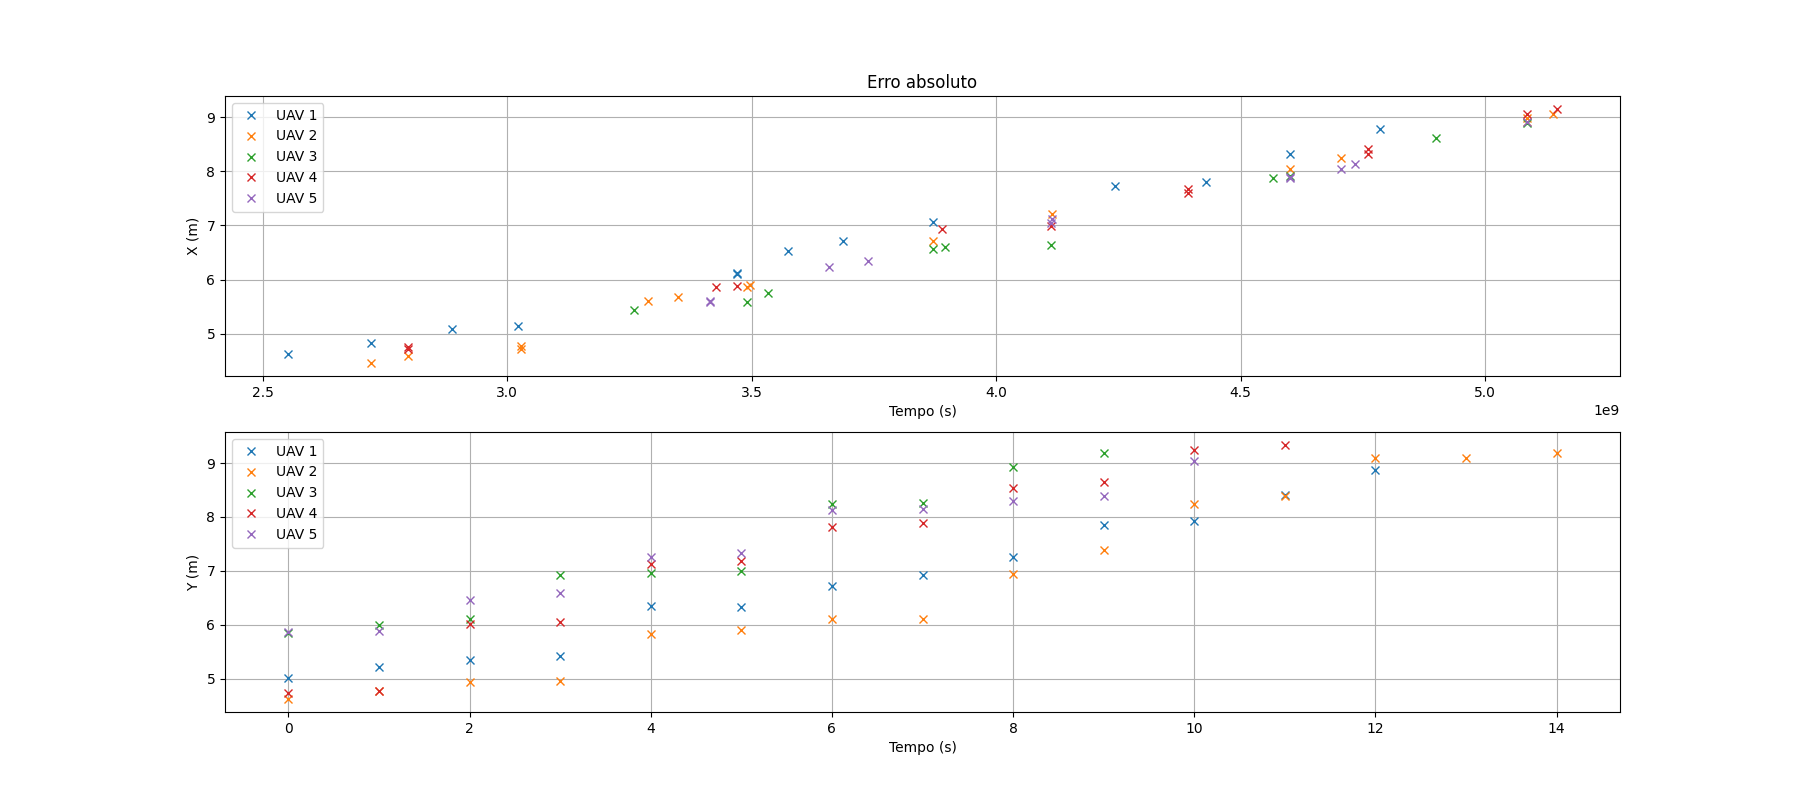 Erro absoluto
UAV 1
UAV 2
UAV 3
UAV 4
UAV 5
X (m)
9
8
7
6
5
2.5 3.0 3.5 4.0 4.5 5.0
1e9
Tempo (s)
UAV 1
UAV 2
UAV 3
UAV 4
UAV 5
Y (m)
9
8
7
6
5
0 2 4 6 8 10 12 14
Tempo (s)